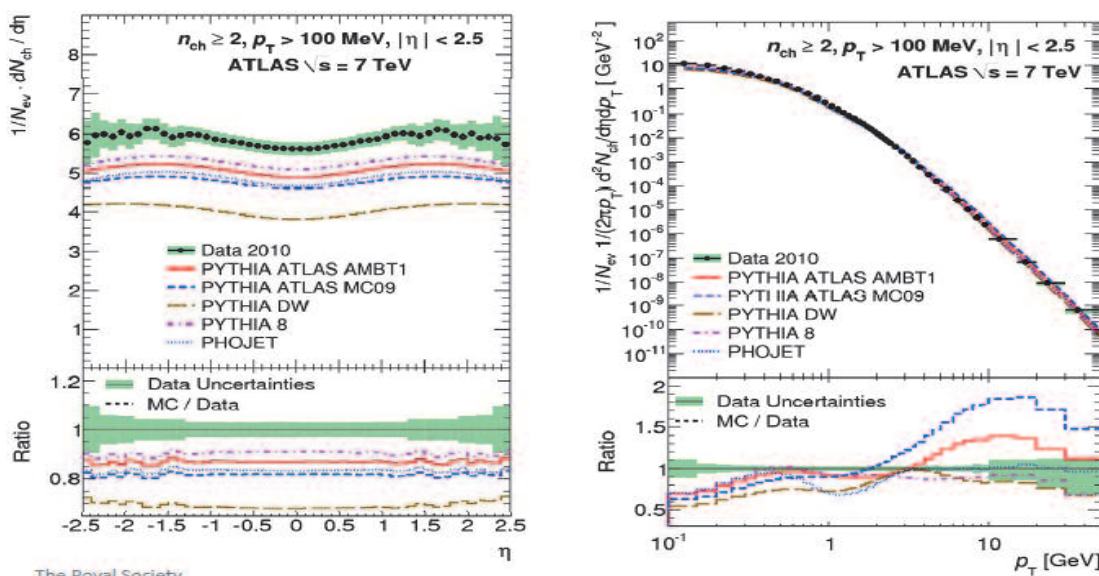 1/N_ev · dN_ch / dη
n_ch ≥ 2, p_T > 100 MeV, |η| < 2.5
ATLAS √s = 7 TeV
6
5
4
3
2
1
Data 2010
PYTHIA ATLAS AMBT1
PYTHIA ATLAS MC09
PYTHIA DW
PYTHIA 8
PHOJET
Ratio
1.2
1
0.8
Data Uncertainties
MC / Data
-2.5 -2 -1.5 -1 -0.5 0 0.5 1 1.5 2 2.5
η
The Royal Society
1/N_ev 1/(2πp_T) d²N_ch/dηdp_T [GeV⁻²]
n_ch ≥ 2, p_T > 100 MeV, |η| < 2.5
ATLAS √s = 7 TeV
10²
10
1
10⁻¹
10⁻²
10⁻³
10⁻⁴
10⁻⁵
10⁻⁶
10⁻⁷
10⁻⁸
10⁻⁹
10⁻¹⁰
10⁻¹¹
Data 2010
PYTHIA ATLAS AMBT1
PYTHIA ATLAS MC09
PYTHIA DW
PYTHIA 8
PHOJET
Ratio
2
1.5
1
0.5
Data Uncertainties
MC / Data
10⁻¹ 1 10
p_T [GeV]